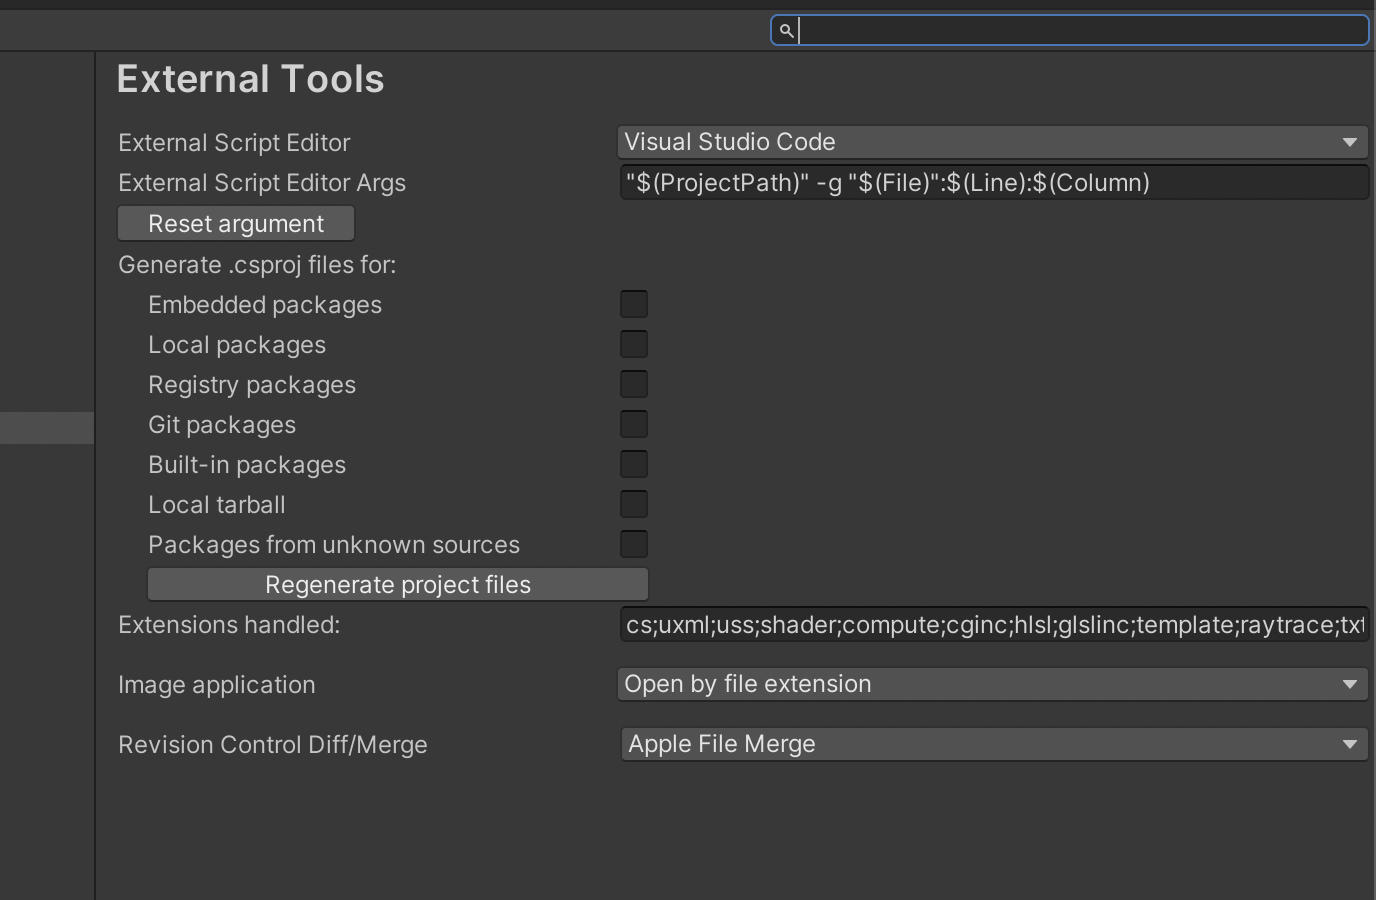 External Tools
External Script Editor Visual Studio Code
External Script Editor Args "$(ProjectPath)" -g "$(File)":$(Line):$(Column)
Reset argument
Generate .csproj files for:
Embedded packages
Local packages
Registry packages
Git packages
Built-in packages
Local tarball
Packages from unknown sources
Regenerate project files
Extensions handled: cs;uxml;uss;shader;compute;cginc;hlsl;glslinc;template;raytrace;txt
Image application Open by file extension
Revision Control Diff/Merge Apple File Merge